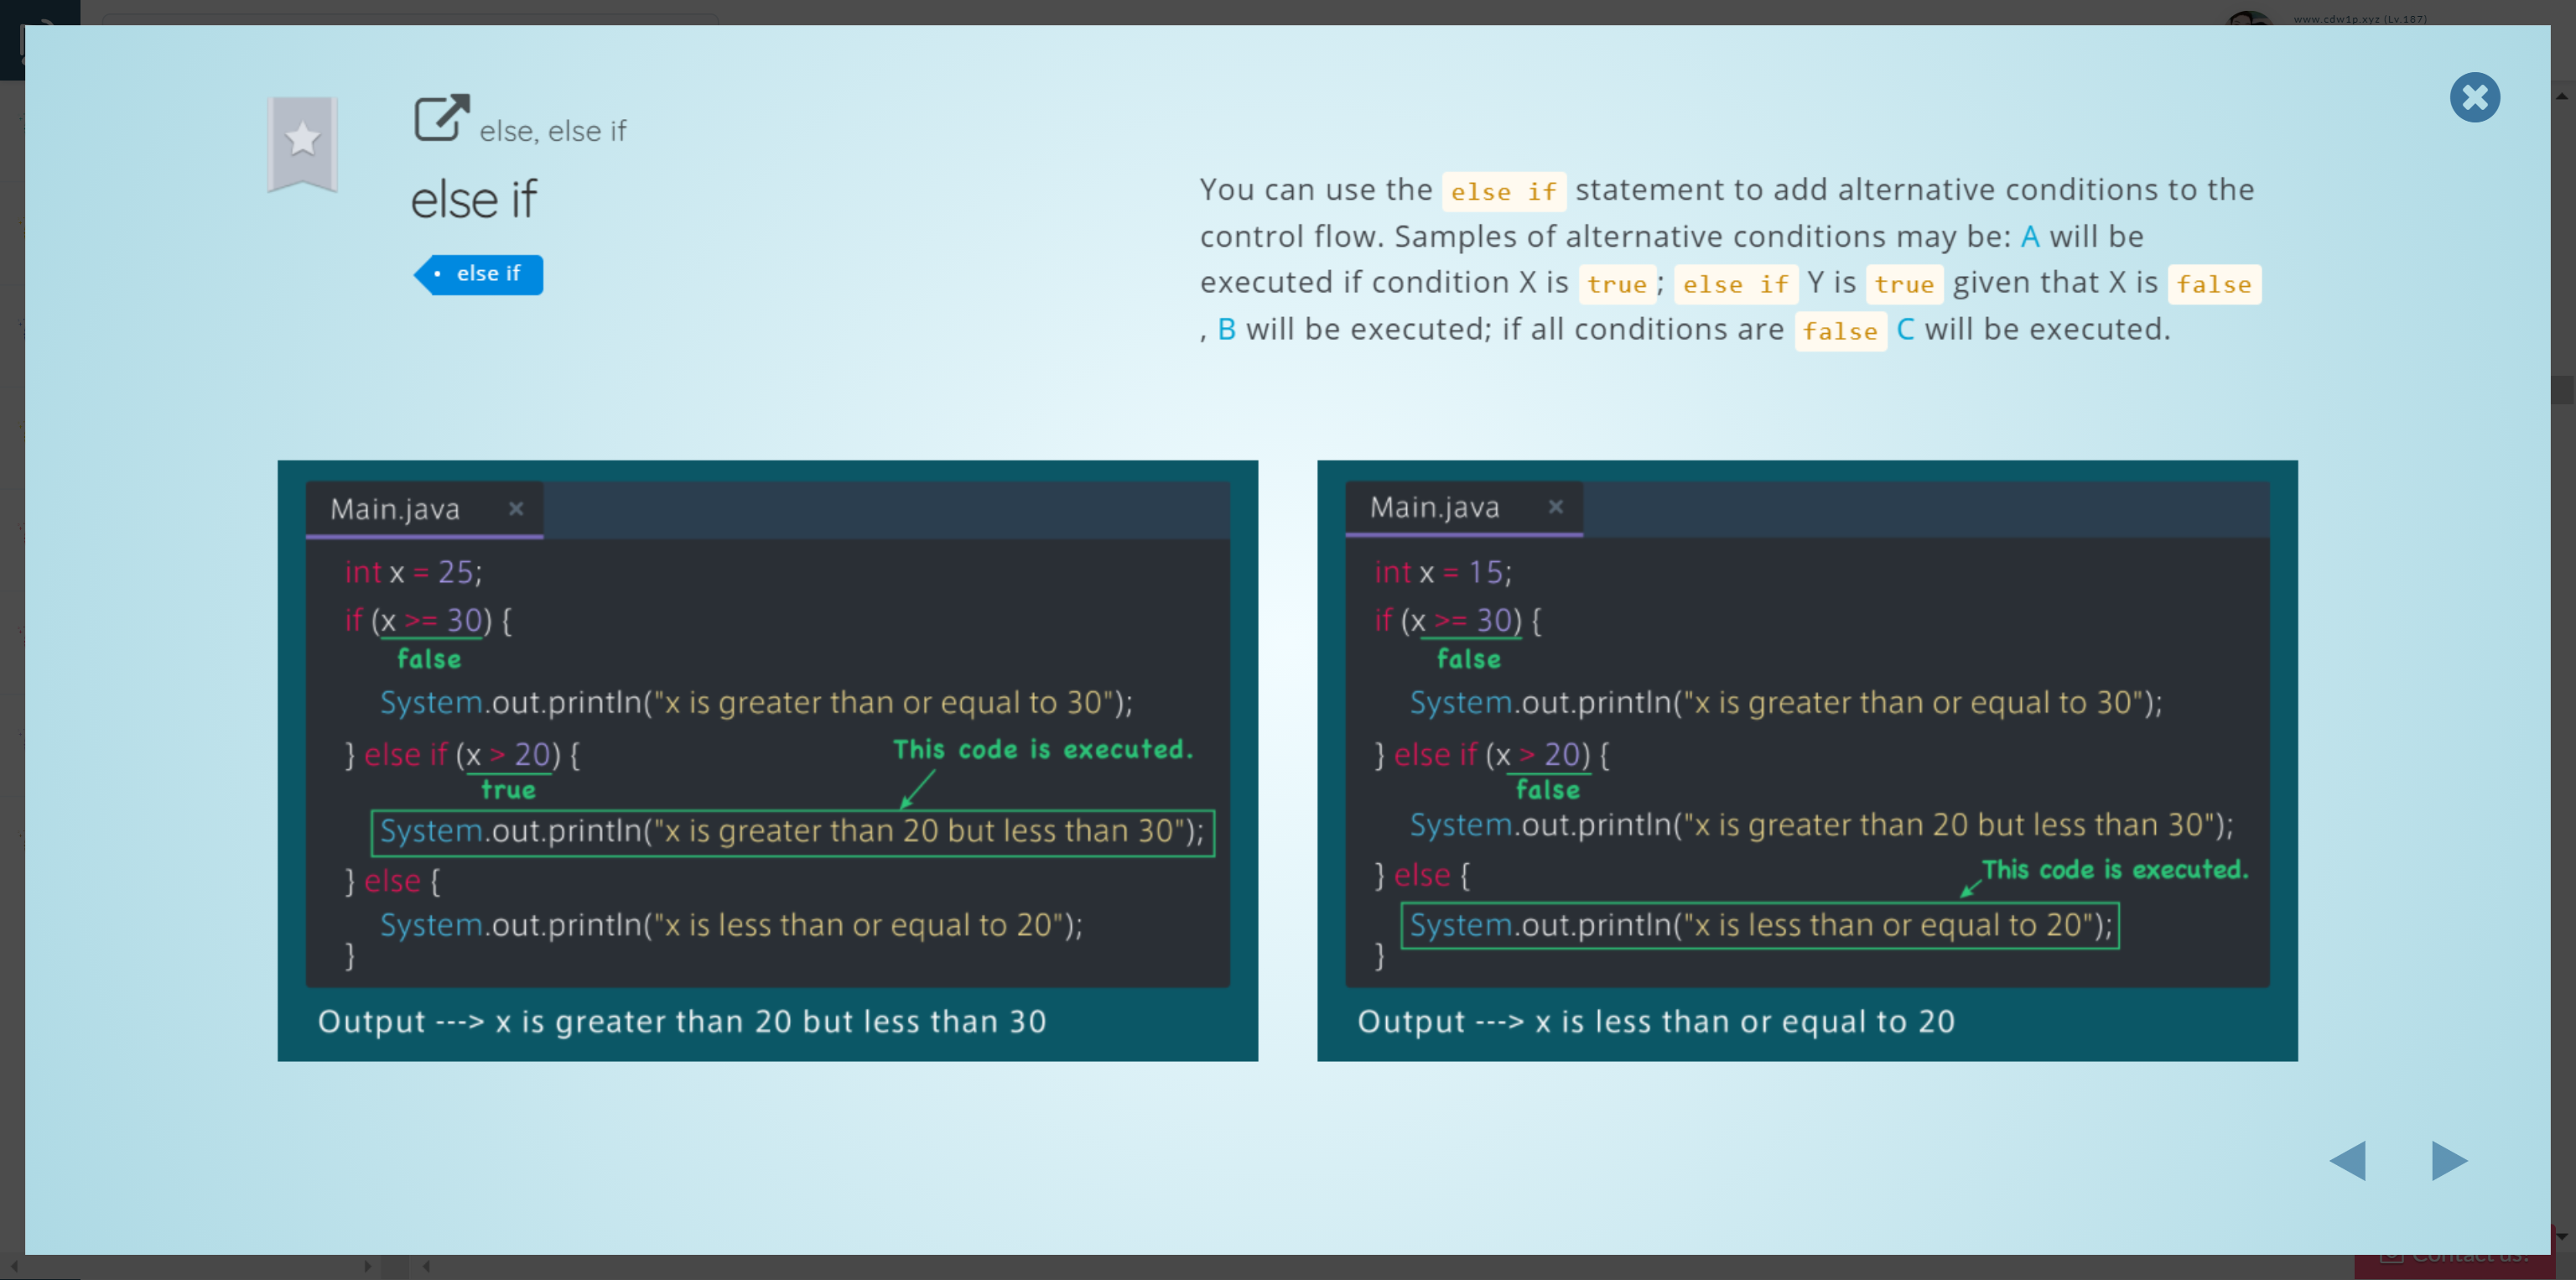 www.cdw1p.xyz (Lv.187)
else, else if
else if
• else if
You can use the else if statement to add alternative conditions to the
control flow. Samples of alternative conditions may be: A will be
executed if condition X is true; else if Y is true given that X is false
, B will be executed; if all conditions are false C will be executed.
Main.java ×
int x = 25;
if (x >= 30) {
false
System.out.println("x is greater than or equal to 30");
} else if (x > 20) {
This code is executed.
true
System.out.println("x is greater than 20 but less than 30");
} else {
System.out.println("x is less than or equal to 20");
}
Output ---> x is greater than 20 but less than 30
Main.java ×
int x = 15;
if (x >= 30) {
false
System.out.println("x is greater than or equal to 30");
} else if (x > 20) {
false
System.out.println("x is greater than 20 but less than 30");
} else {
This code is executed.
System.out.println("x is less than or equal to 20");
}
Output ---> x is less than or equal to 20
Contact us!